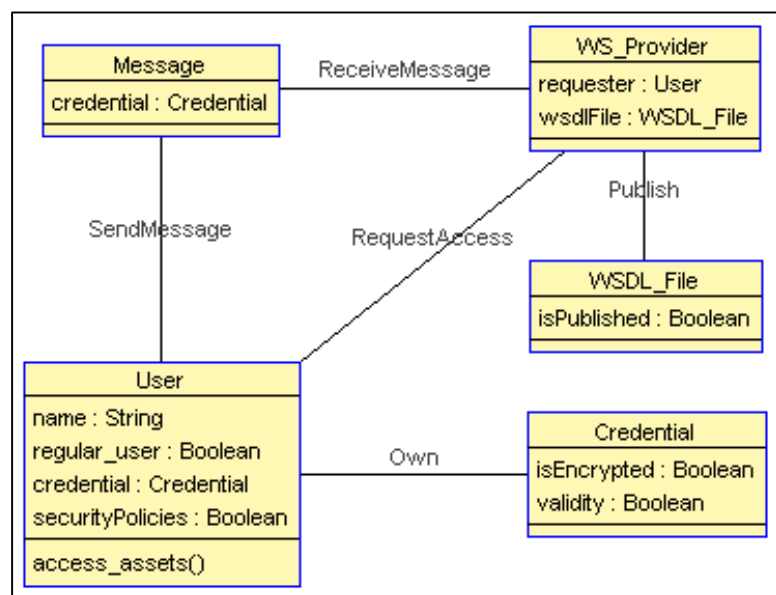 Message
credential : Credential
ReceiveMessage
WS_Provider
requester : User
wsdlFile : WSDL_File
SendMessage
RequestAccess
Publish
WSDL_File
isPublished : Boolean
User
name : String
regular_user : Boolean
credential : Credential
securityPolicies : Boolean
access_assets()
Own
Credential
isEncrypted : Boolean
validity : Boolean